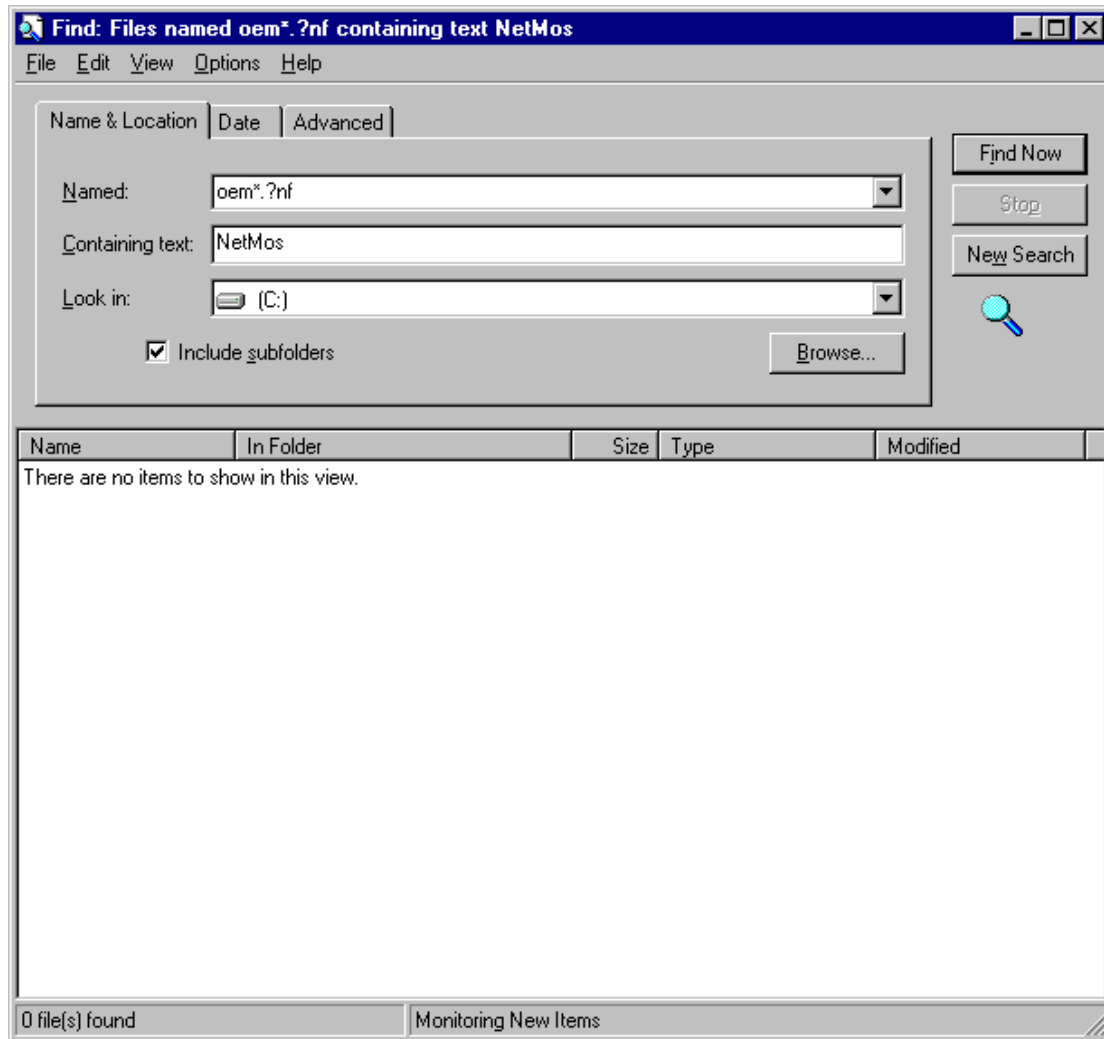 Find: Files named oem*.?nf containing text NetMos
File Edit View Options Help
Name & Location Date Advanced
Find Now
Named: oem*.?nf
Stop
Containing text: NetMos
New Search
Look in: (C:)
Include subfolders Browse...
Name In Folder Size Type Modified
There are no items to show in this view.
0 file(s) found Monitoring New Items